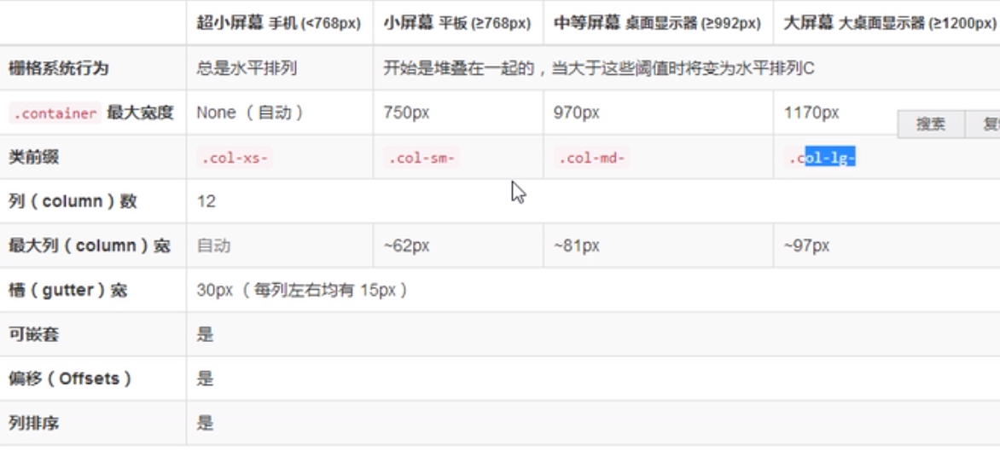 超小屏幕 手机 (<768px) 小屏幕 平板 (≥768px) 中等屏幕 桌面显示器 (≥992px) 大屏幕 大桌面显示器 (≥1200px)
栅格系统行为 总是水平排列 开始是堆叠在一起的，当大于这些阈值时将变为水平排列C
.container 最大宽度 None （自动） 750px 970px 1170px
搜索
类前缀 .col-xs- .col-sm- .col-md- .col-lg-
列（column）数 12
最大列（column）宽 自动 ~62px ~81px ~97px
槽（gutter）宽 30px （每列左右均有 15px）
可嵌套 是
偏移（Offsets） 是
列排序 是